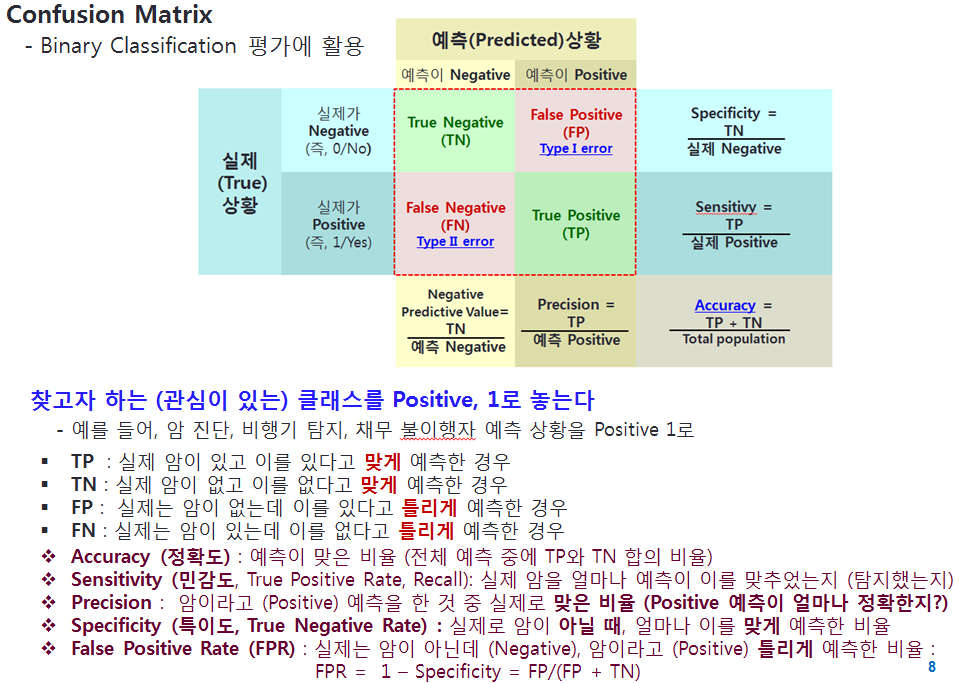 Confusion Matrix
- Binary Classification 평가에 활용
예측(Predicted)상황
예측이 Negative
예측이 Positive
실제
(True)
상황
실제가
Negative
(즉, 0/No)
True Negative
(TN)
False Positive
(FP)
Type I error
Specificity =
TN
실제 Negative
실제가
Positive
(즉, 1/Yes)
False Negative
(FN)
Type II error
True Positive
(TP)
Sensitivy =
TP
실제 Positive
Negative
Predictive Value=
TN
예측 Negative
Precision =
TP
예측 Positive
Accuracy =
TP + TN
Total population
찾고자 하는 (관심이 있는) 클래스를 Positive, 1로 놓는다
- 예를 들어, 암 진단, 비행기 탐지, 채무 불이행자 예측 상황을 Positive 1로
▪ TP : 실제 암이 있고 이를 있다고 맞게 예측한 경우
▪ TN : 실제 암이 없고 이를 없다고 맞게 예측한 경우
▪ FP : 실제는 암이 없는데 이를 있다고 틀리게 예측한 경우
▪ FN : 실제는 암이 있는데 이를 없다고 틀리게 예측한 경우
❖ Accuracy (정확도) : 예측이 맞은 비율 (전체 예측 중에 TP와 TN 합의 비율)
❖ Sensitivity (민감도, True Positive Rate, Recall): 실제 암을 얼마나 예측이 이를 맞추었는지 (탐지했는지)
❖ Precision : 암이라고 (Positive) 예측을 한 것 중 실제로 맞은 비율 (Positive 예측이 얼마나 정확한지?)
❖ Specificity (특이도, True Negative Rate) : 실제로 암이 아닐 때, 얼마나 이를 맞게 예측한 비율
❖ False Positive Rate (FPR) : 실제는 암이 아닌데 (Negative), 암이라고 (Positive) 틀리게 예측한 비율 :
FPR = 1 – Specificity = FP/(FP + TN)
8